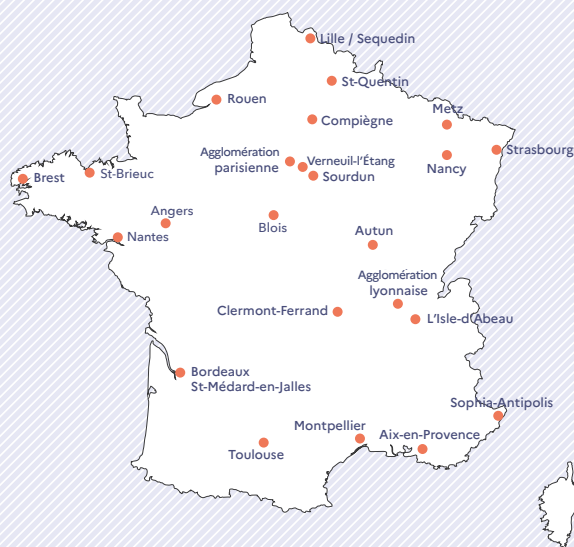 Lille / Sequedin
St-Quentin
Rouen
Metz
Compiègne
Strasbourg
Agglomération
parisienne
Verneuil-l'Étang
Nancy
Sourdun
St-Brieuc
Brest
Angers
Blois
Nantes
Autun
Agglomération
lyonnaise
Clermont-Ferrand
L'Isle-d'Abeau
Bordeaux
St-Médard-en-Jalles
Sophia-Antipolis
Montpellier
Aix-en-Provence
Toulouse